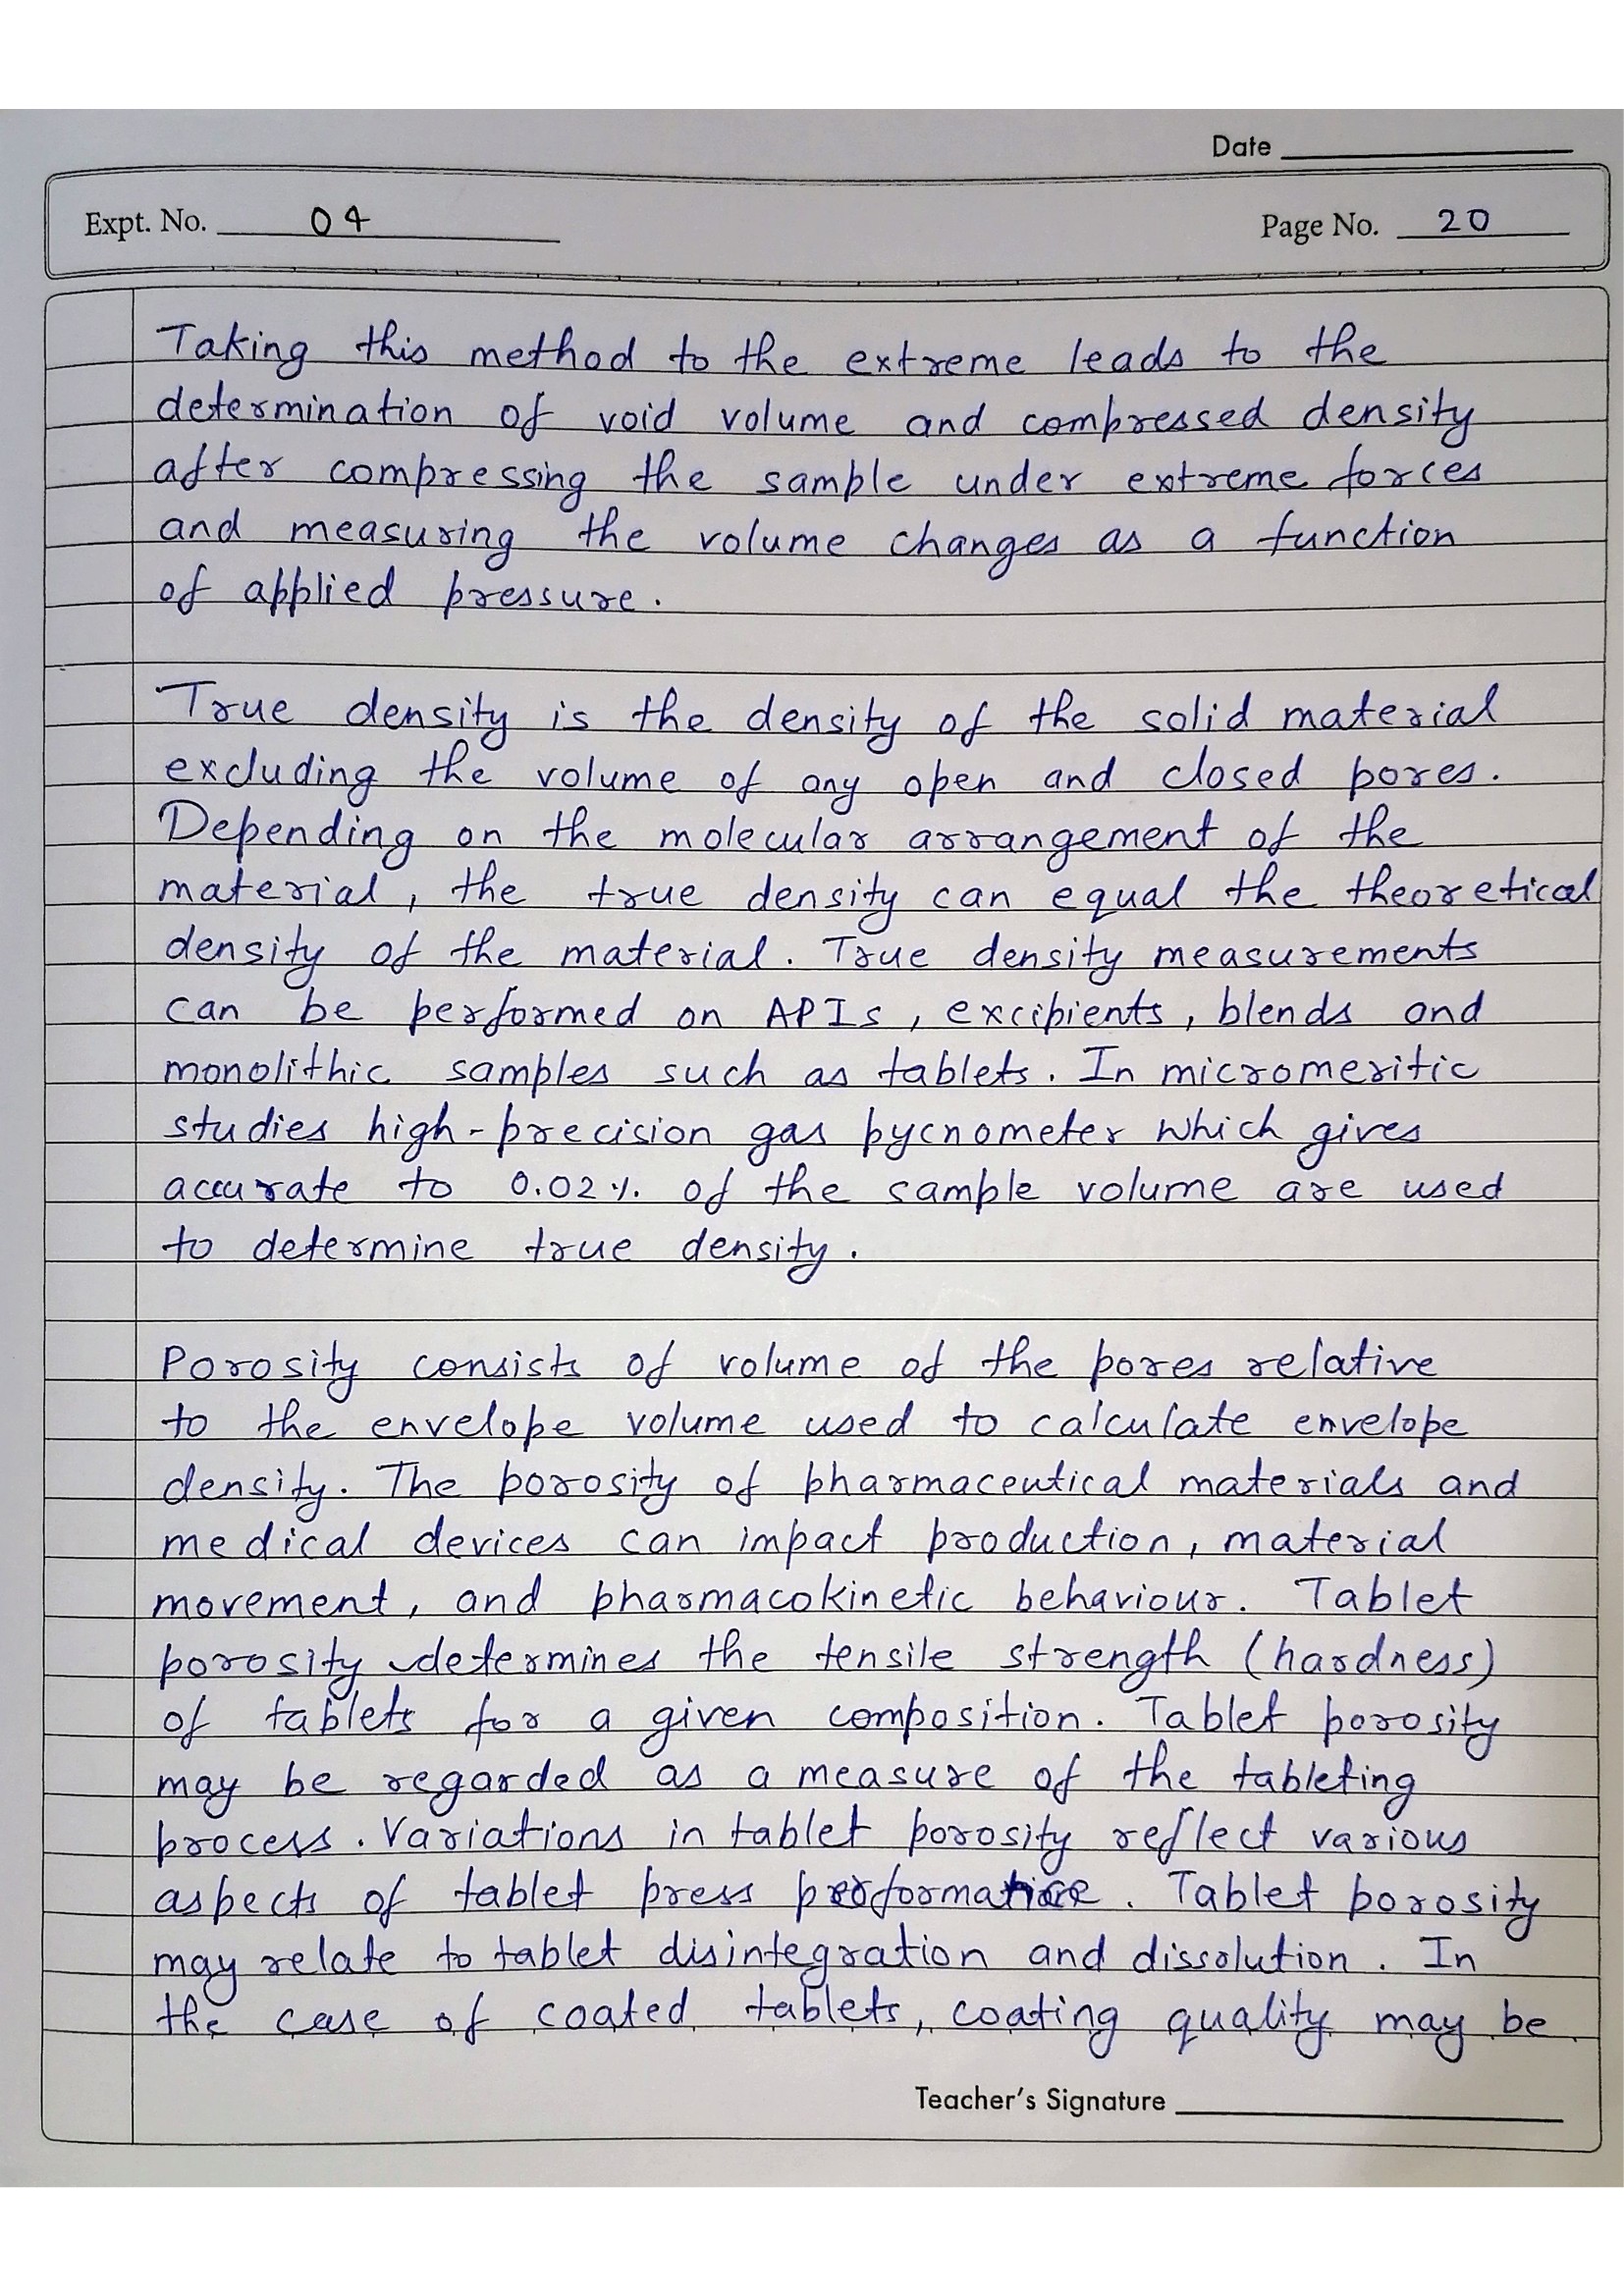 Date
Expt. No. 04
Page No. 20
Taking this method to the extreme leads to the
determination of void volume and compressed density
after compressing the sample under extreme forces
and measuring the volume changes as a function
of applied pressure.
True density is the density of the solid material
excluding the volume of any open and closed pores.
Depending on the molecular arrangement of the
material, the true density can equal the theoretical
density of the material. True density measurements
can be performed on APIs, excipients, blends and
monolithic samples such as tablets. In micromeritic
studies high-precision gas pycnometer which gives
accurate to 0.02%. of the sample volume are used
to determine true density.
Porosity consists of volume of the pores relative
to the envelope volume used to calculate envelope
density. The porosity of pharmaceutical materials and
medical devices can impact production, material
movement, and pharmacokinetic behaviour. Tablet
porosity determines the tensile strength (hardness)
of tablets for a given composition. Tablet porosity
may be regarded as a measure of the tableting
process. Variations in tablet porosity reflect various
aspects of tablet press performance. Tablet porosity
may relate to tablet disintegration and dissolution. In
the case of coated tablets, coating quality may be
Teacher's Signature